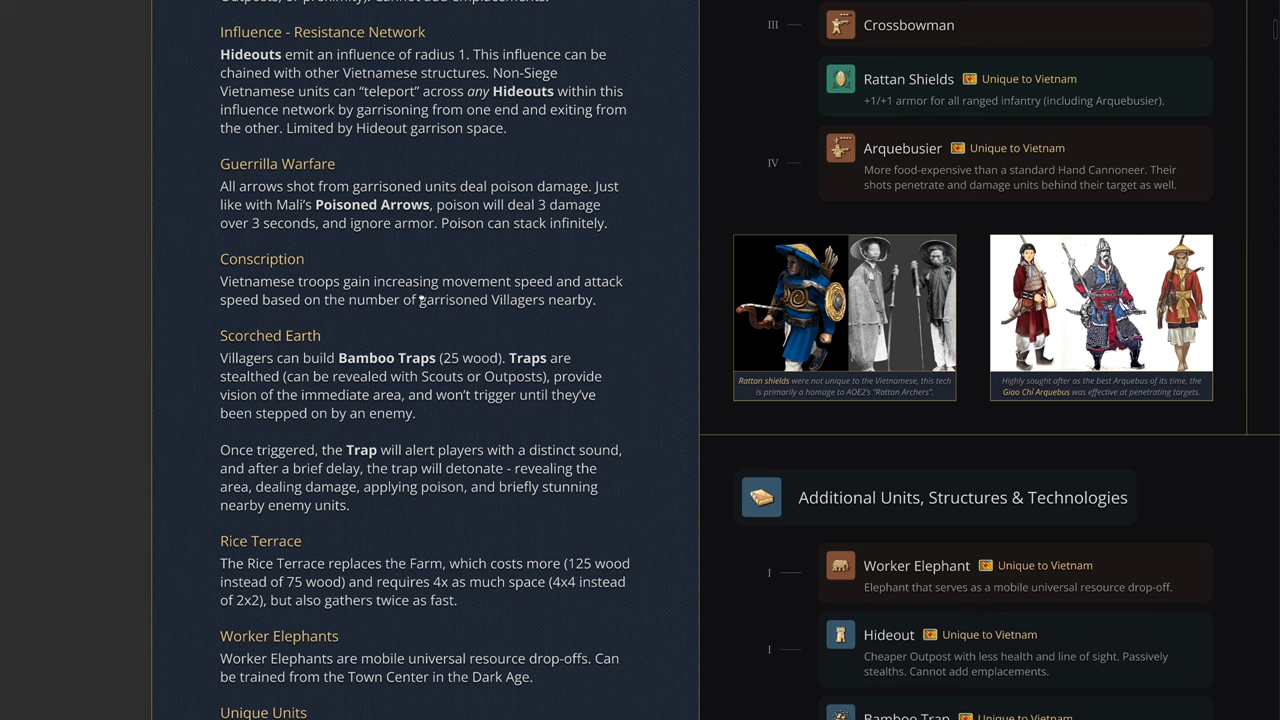 Outposts, or proximity). Cannot add emplacements.
Influence - Resistance Network
Hideouts emit an influence of radius 1. This influence can be
chained with other Vietnamese structures. Non-Siege
Vietnamese units can “teleport” across any Hideouts within this
influence network by garrisoning from one end and exiting from
the other. Limited by Hideout garrison space.
Guerrilla Warfare
All arrows shot from garrisoned units deal poison damage. Just
like with Mali’s Poisoned Arrows, poison will deal 3 damage
over 3 seconds, and ignore armor. Poison can stack infinitely.
Conscription
Vietnamese troops gain increasing movement speed and attack
speed based on the number of garrisoned Villagers nearby.
Scorched Earth
Villagers can build Bamboo Traps (25 wood). Traps are
stealthed (can be revealed with Scouts or Outposts), provide
vision of the immediate area, and won’t trigger until they’ve
been stepped on by an enemy.
Once triggered, the Trap will alert players with a distinct sound,
and after a brief delay, the trap will detonate - revealing the
area, dealing damage, applying poison, and briefly stunning
nearby enemy units.
Rice Terrace
The Rice Terrace replaces the Farm, which costs more (125 wood
instead of 75 wood) and requires 4x as much space (4x4 instead
of 2x2), but also gathers twice as fast.
Worker Elephants
Worker Elephants are mobile universal resource drop-offs. Can
be trained from the Town Center in the Dark Age.
Unique Units
III
Crossbowman
Rattan Shields Unique to Vietnam
+1/+1 armor for all ranged infantry (including Arquebusier).
IV
Arquebusier Unique to Vietnam
More food-expensive than a standard Hand Cannoneer. Their
shots penetrate and damage units behind their target as well.
Rattan shields were not unique to the Vietnamese, this tech
is primarily a homage to AOE2’s “Rattan Archers”.
Highly sought after as the best Arquebus of its time, the
Giao Chỉ Arquebus was effective at penetrating targets.
Additional Units, Structures & Technologies
I
Worker Elephant Unique to Vietnam
Elephant that serves as a mobile universal resource drop-off.
I
Hideout Unique to Vietnam
Cheaper Outpost with less health and line of sight. Passively
stealths. Cannot add emplacements.
Bamboo Trap Unique to Vietnam